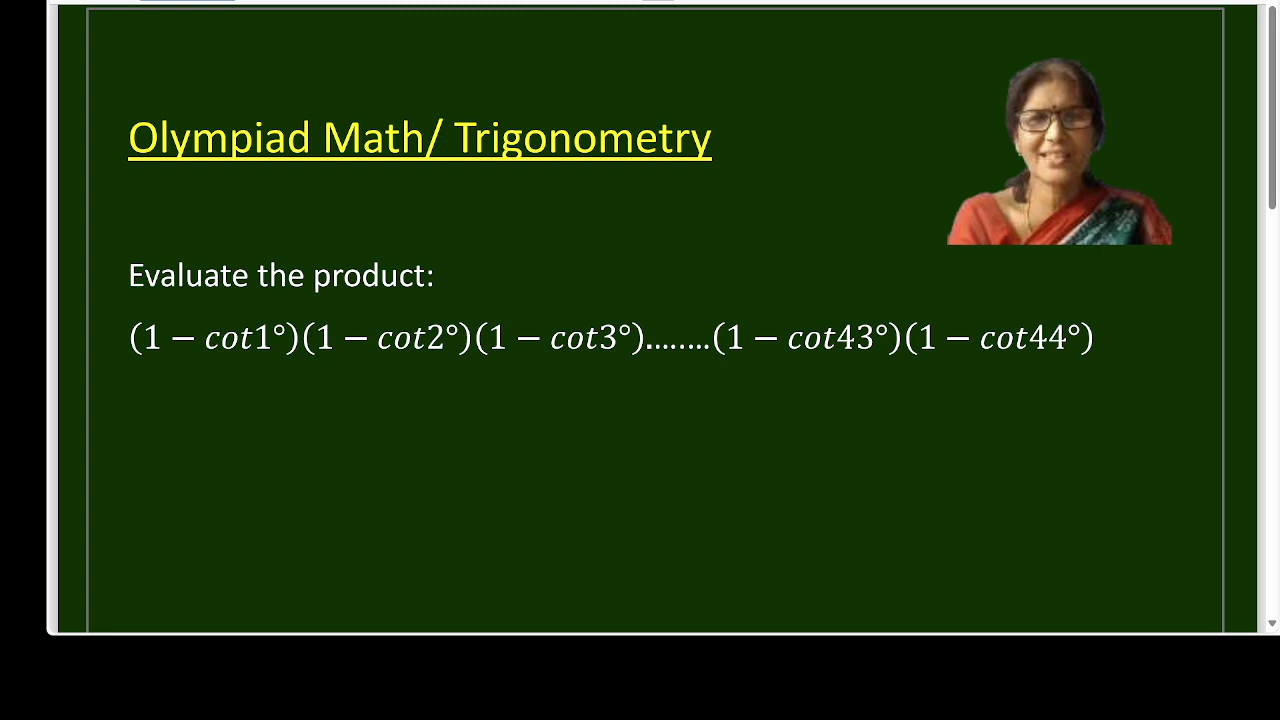 Olympiad Math/ Trigonometry
Evaluate the product:
(1 − cot1°)(1 − cot2°)(1 − cot3°)........(1 − cot43°)(1 − cot44°)